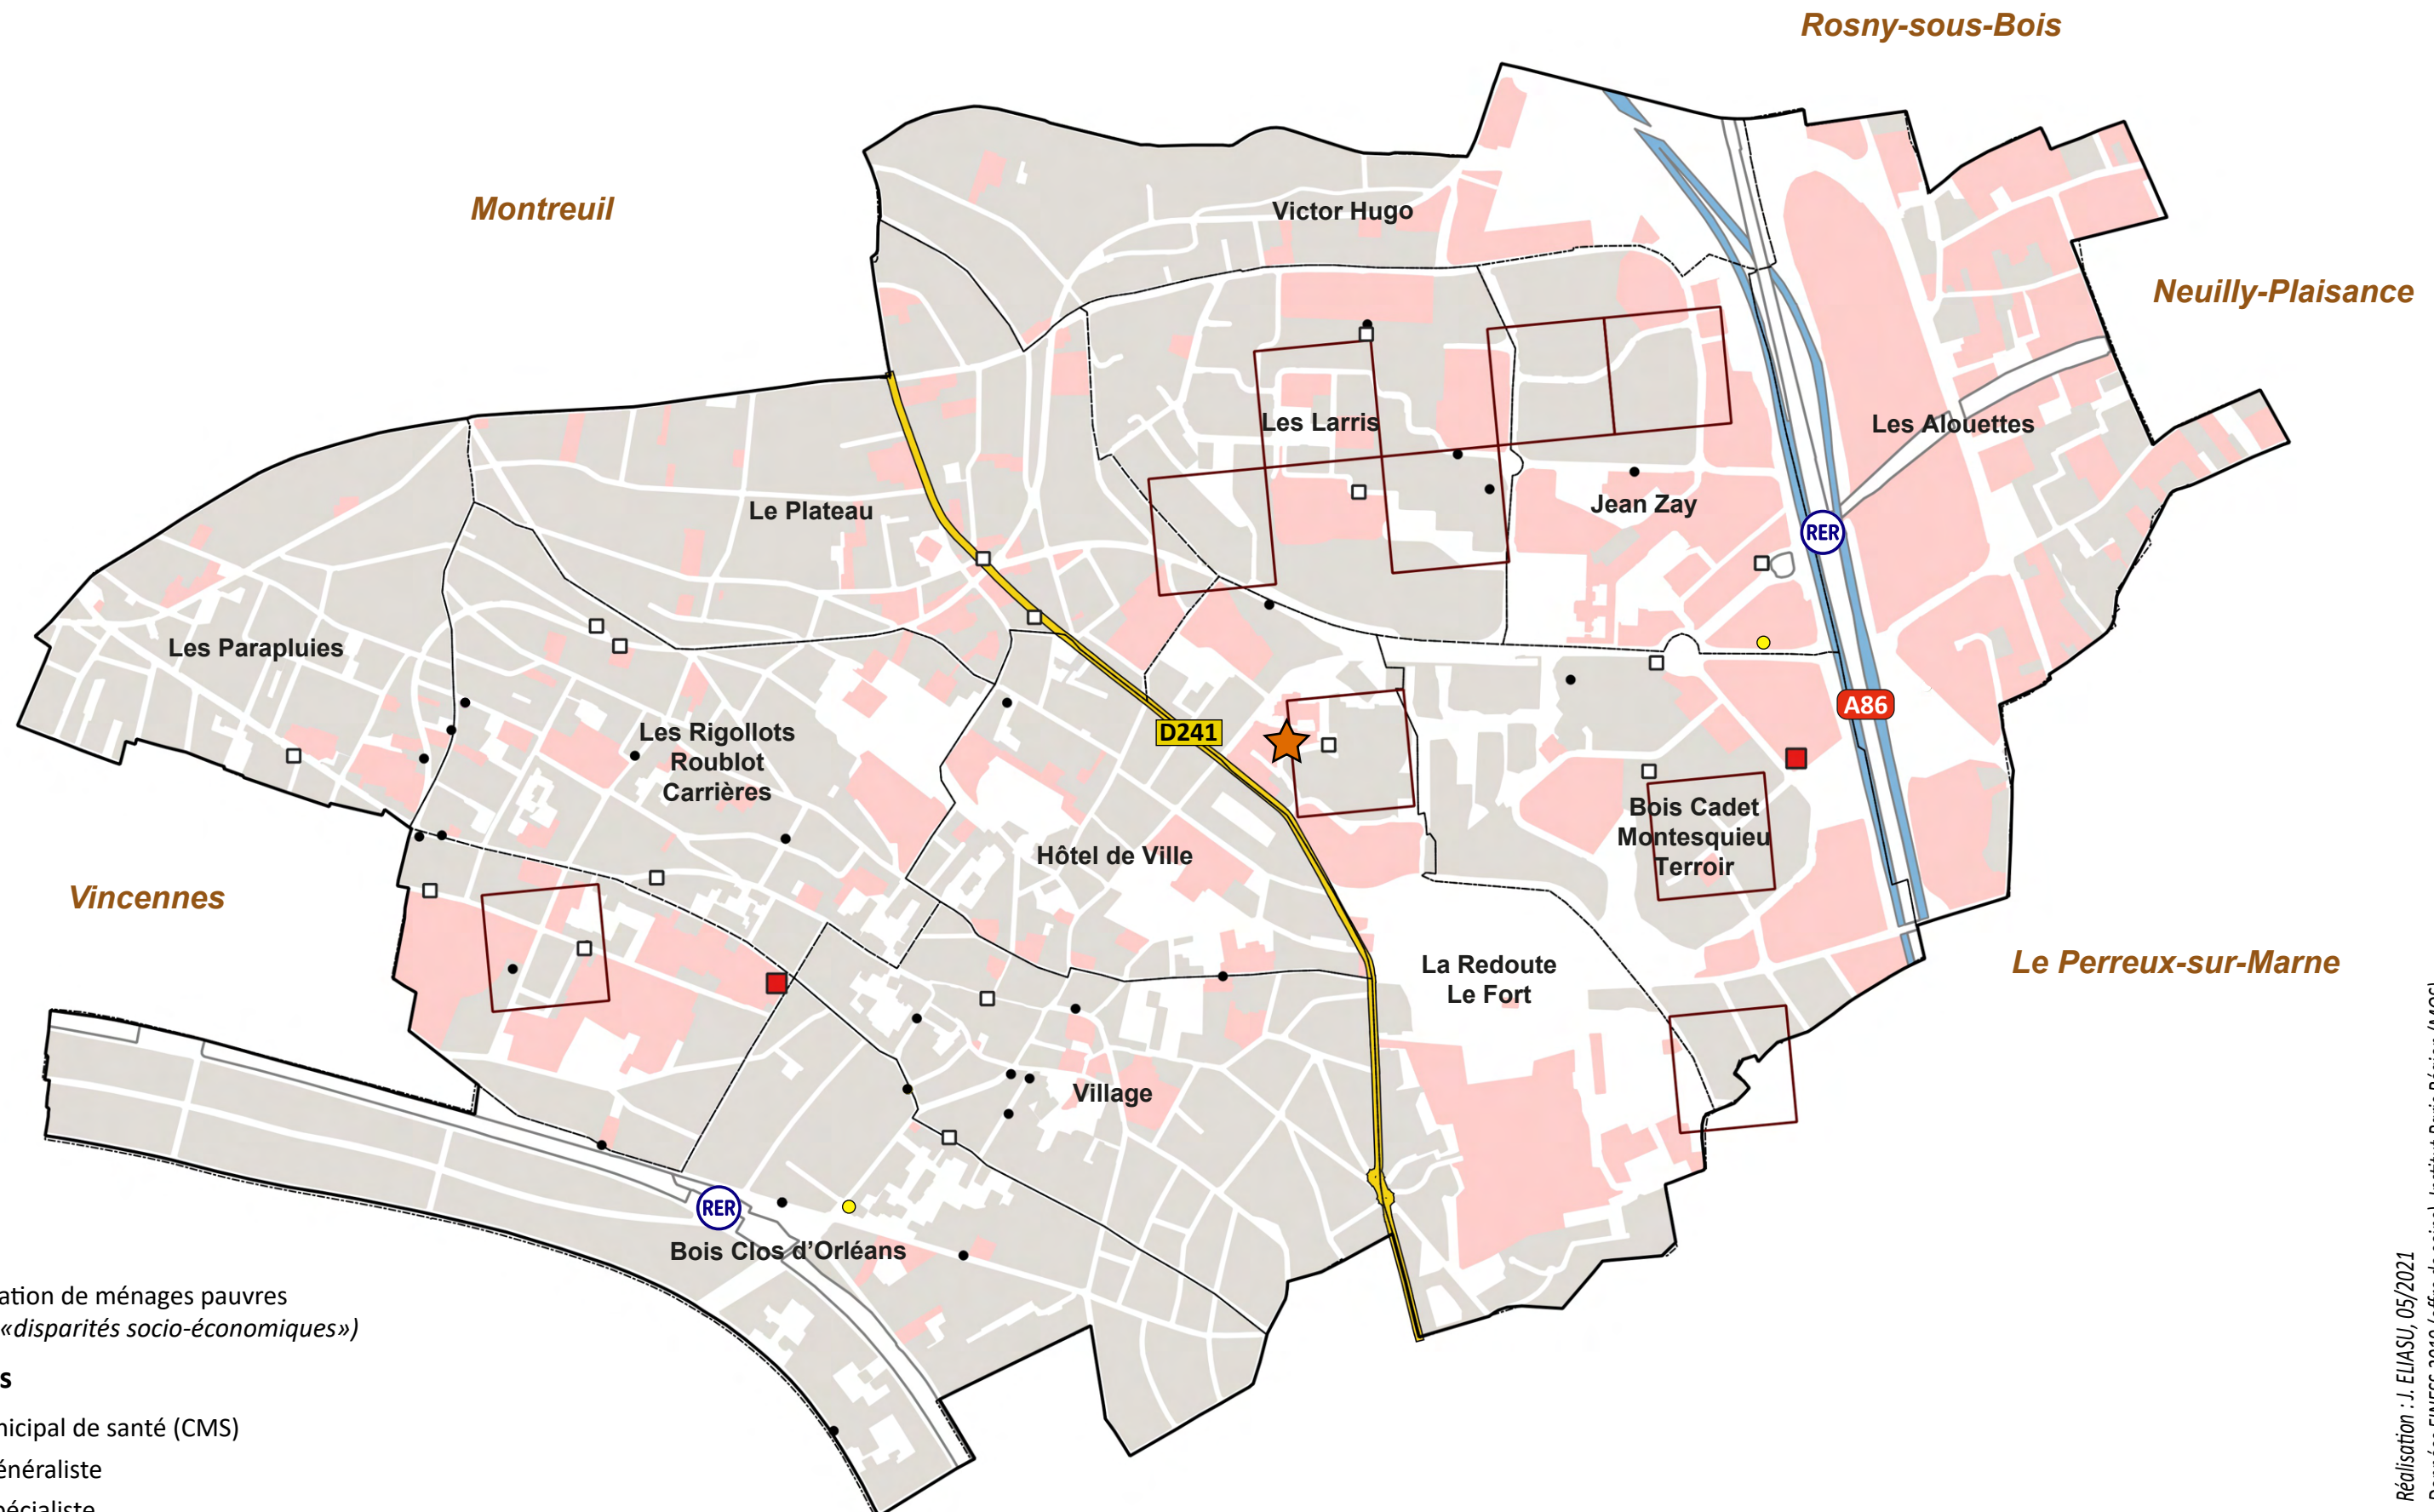 Rosny-sous-Bois
Montreuil
Victor Hugo
Neuilly-Plaisance
Les Larris
Les Alouettes
Le Plateau
Jean Zay
RER
Les Parapluies
A86
Les Rigollots
Roublot
Carrières
D241
Bois Cadet
Montesquieu
Terroir
Hôtel de Ville
Vincennes
La Redoute
Le Fort
Le Perreux-sur-Marne
Village
RER
Bois Clos d’Orléans
ation de ménages pauvres
«disparités socio-économiques»)
s
nicipal de santé (CMS)
énéraliste
pécialiste
Réalisation : J. ELIASU, 05/2021